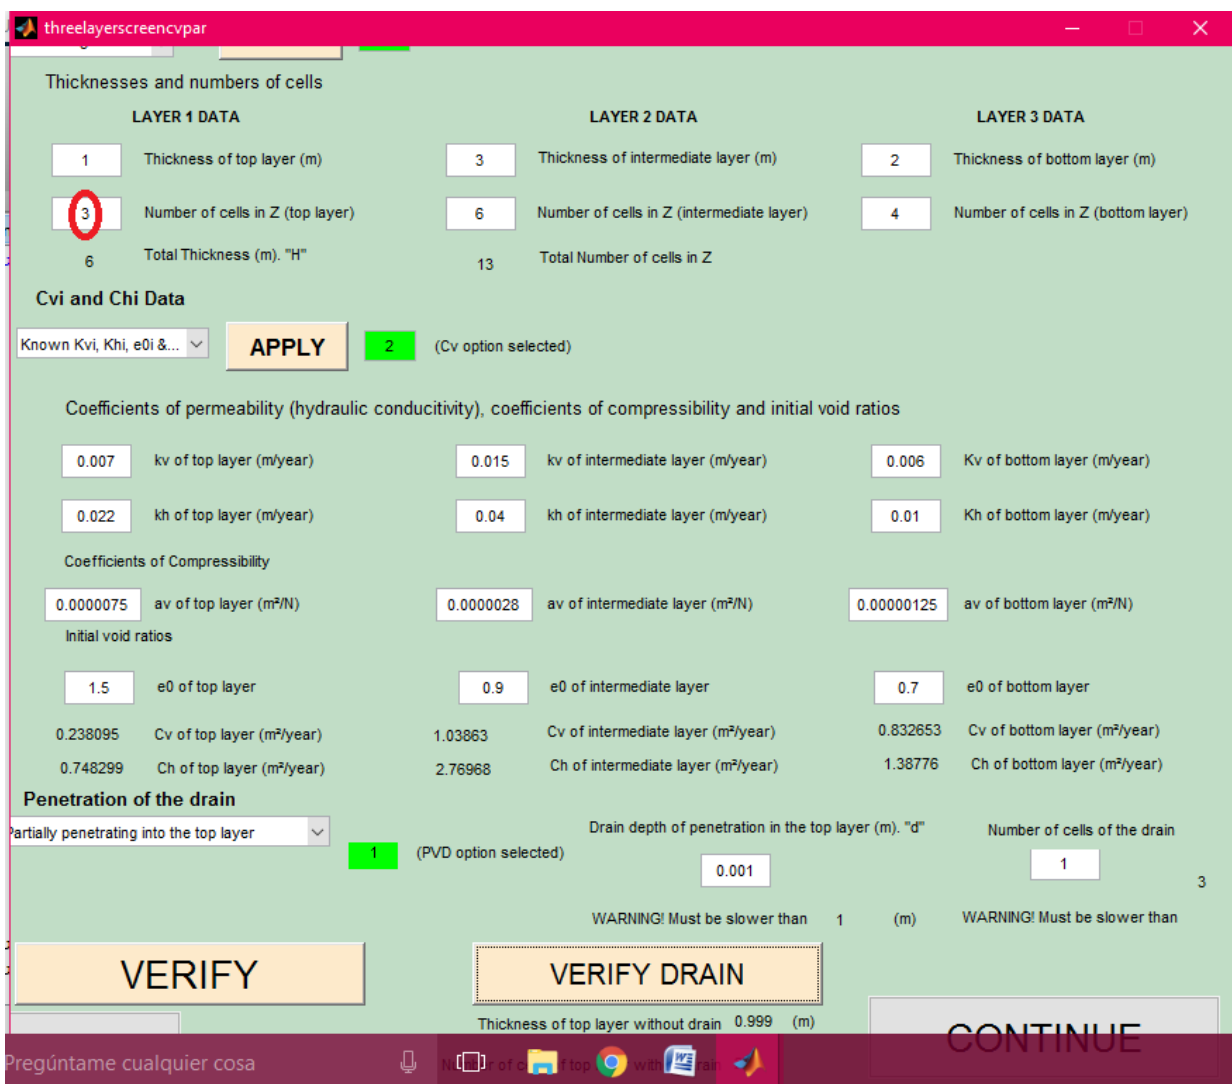 threelayerscreencvpar
Thicknesses and numbers of cells
LAYER 1 DATA LAYER 2 DATA LAYER 3 DATA
1 Thickness of top layer (m) 3 Thickness of intermediate layer (m) 2 Thickness of bottom layer (m)
3 Number of cells in Z (top layer) 6 Number of cells in Z (intermediate layer) 4 Number of cells in Z (bottom layer)
6 Total Thickness (m). "H" 13 Total Number of cells in Z
Cvi and Chi Data
Known Kvi, Khi, e0i &... APPLY 2 (Cv option selected)
Coefficients of permeability (hydraulic conducitivity), coefficients of compressibility and initial void ratios
0.007 kv of top layer (m/year) 0.015 kv of intermediate layer (m/year) 0.006 Kv of bottom layer (m/year)
0.022 kh of top layer (m/year) 0.04 kh of intermediate layer (m/year) 0.01 Kh of bottom layer (m/year)
Coefficients of Compressibility
0.0000075 av of top layer (m²/N) 0.0000028 av of intermediate layer (m²/N) 0.00000125 av of bottom layer (m²/N)
Initial void ratios
1.5 e0 of top layer 0.9 e0 of intermediate layer 0.7 e0 of bottom layer
0.238095 Cv of top layer (m²/year) 1.03863 Cv of intermediate layer (m²/year) 0.832653 Cv of bottom layer (m²/year)
0.748299 Ch of top layer (m²/year) 2.76968 Ch of intermediate layer (m²/year) 1.38776 Ch of bottom layer (m²/year)
Penetration of the drain
Partially penetrating into the top layer 1 (PVD option selected) Drain depth of penetration in the top layer (m). "d" Number of cells of the drain
0.001 1 3
WARNING! Must be slower than 1 (m) WARNING! Must be slower than
VERIFY VERIFY DRAIN
Thickness of top layer without drain 0.999 (m)
CONTINUE
Pregúntame cualquier cosa